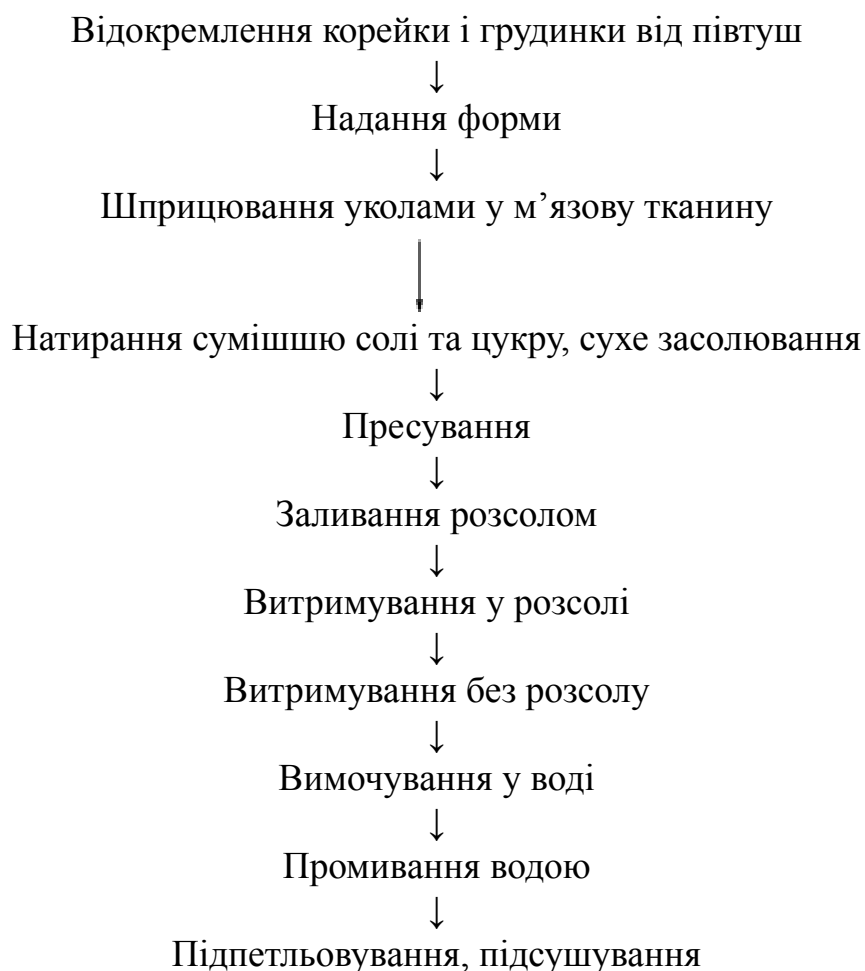 Відокремлення корейки і грудинки від півтуш
↓
Надання форми
↓
Шприцювання уколами у м’язову тканину
↓
Натирання сумішшю солі та цукру, сухе засолювання
↓
Пресування
↓
Заливання розсолом
↓
Витримування у розсолі
↓
Витримування без розсолу
↓
Вимочування у воді
↓
Промивання водою
↓
Підпетльовування, підсушування